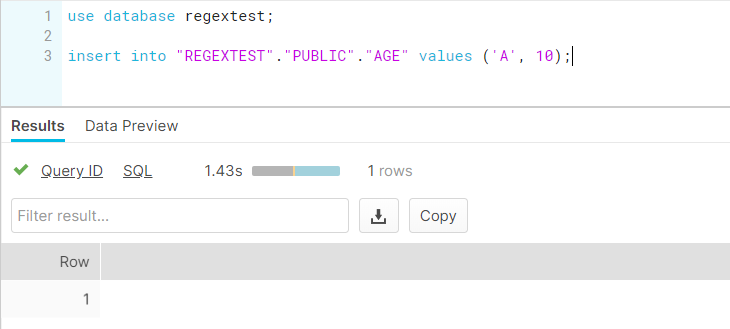 1 use database regextest;
2
3 insert into "REGEXTEST"."PUBLIC"."AGE" values ('A', 10);
Results Data Preview
Query ID SQL 1.43s 1 rows
Filter result... Copy
Row
1